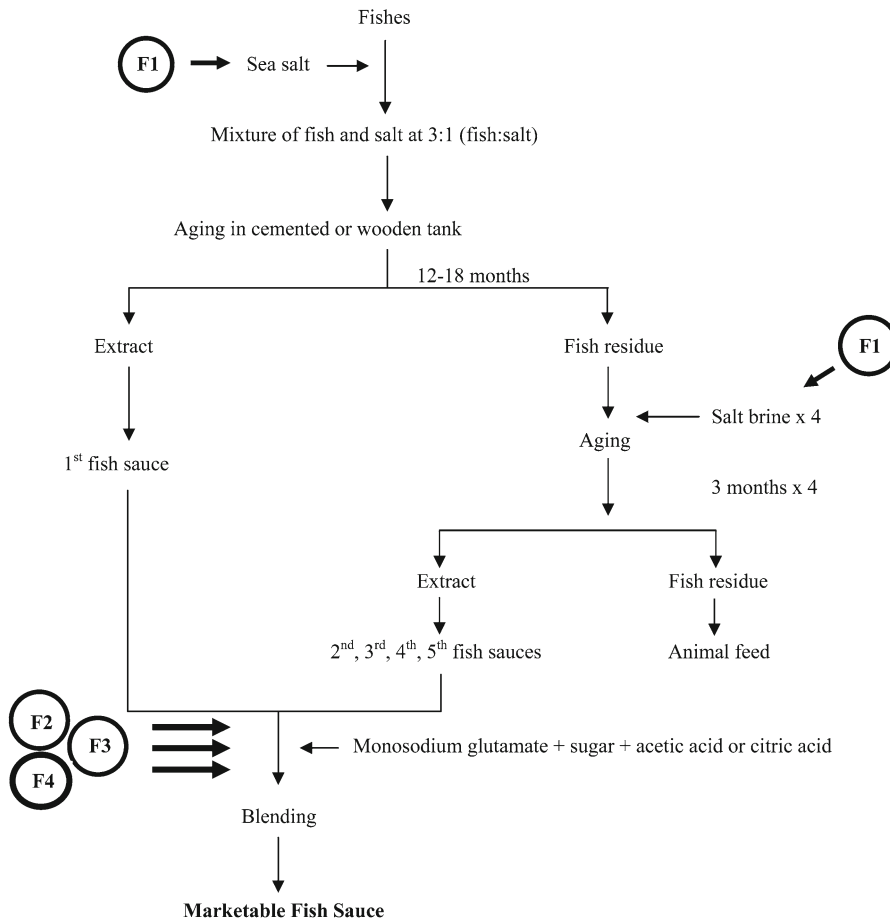 Fishes
F1
Sea salt
Mixture of fish and salt at 3:1 (fish:salt)
Aging in cemented or wooden tank
12-18 months
Extract
Fish residue
F1
Salt brine x 4
Aging
1st fish sauce
3 months x 4
Extract
Fish residue
2nd, 3rd, 4th, 5th fish sauces
Animal feed
F2
F3
F4
Monosodium glutamate + sugar + acetic acid or citric acid
Blending
Marketable Fish Sauce